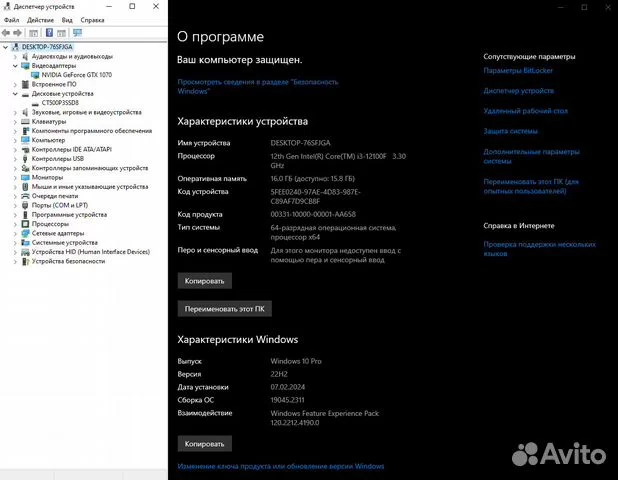 Диспетчер устройств
Файл Действие Вид Справка
DESKTOP-76SFJGA
Аудиовходы и аудиовыходы
Видеоадаптеры
NVIDIA GeForce GTX 1070
Встроенное ПО
Дисковые устройства
CT500P3SSD8
Звуковые, игровые и видеоустройства
Клавиатуры
Компоненты программного обеспечения
Компьютер
Контроллеры IDE ATA/ATAPI
Контроллеры USB
Контроллеры запоминающих устройств
Мониторы
Мыши и иные указывающие устройства
Очереди печати
Порты (COM и LPT)
Программные устройства
Процессоры
Сетевые адаптеры
Системные устройства
Устройства HID (Human Interface Devices)
Устройства безопасности
О программе
Ваш компьютер защищен.
Просмотреть сведения в разделе "Безопасность
Windows"
Характеристики устройства
Имя устройства DESKTOP-76SFJGA
Процессор 12th Gen Intel(R) Core(TM) i3-12100F 3.30
GHz
Оперативная память 16,0 ГБ (доступно: 15,8 ГБ)
Код устройства 5FEE0240-97AE-4D83-987E-
C89AF7D9CB8F
Код продукта 00331-10000-00001-AA658
Тип системы 64-разрядная операционная система,
процессор x64
Перо и сенсорный ввод Для этого монитора недоступен ввод с
помощью пера и сенсорный ввод
Копировать
Переименовать этот ПК
Характеристики Windows
Выпуск Windows 10 Pro
Версия 22H2
Дата установки 07.02.2024
Сборка ОС 19045.2311
Взаимодействие Windows Feature Experience Pack
120.2212.4190.0
Копировать
Изменение ключа продукта или обновление версии Windows
Сопутствующие параметры
Параметры BitLocker
Диспетчер устройств
Удаленный рабочий стол
Защита системы
Дополнительные параметры
системы
Переименовать этот ПК (для
опытных пользователей)
Справка в Интернете
Проверка поддержки нескольких
языков
Avito